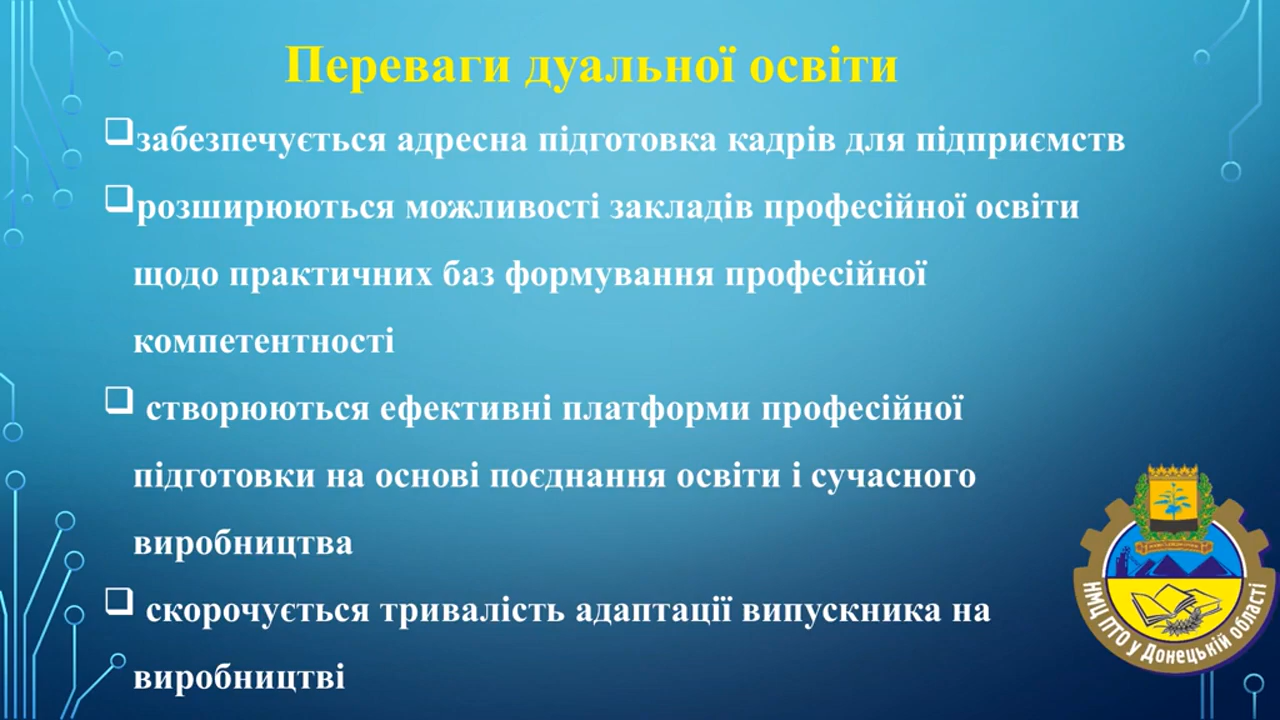 Переваги дуальної освіти
забезпечується адресна підготовка кадрів для підприємств
розширюються можливості закладів професійної освіти
щодо практичних баз формування професійної
компетентності
створюються ефективні платформи професійної
підготовки на основі поєднання освіти і сучасного
виробництва
скорочується тривалість адаптації випускника на
виробництві
НМЦ ПТО у Донецькій області